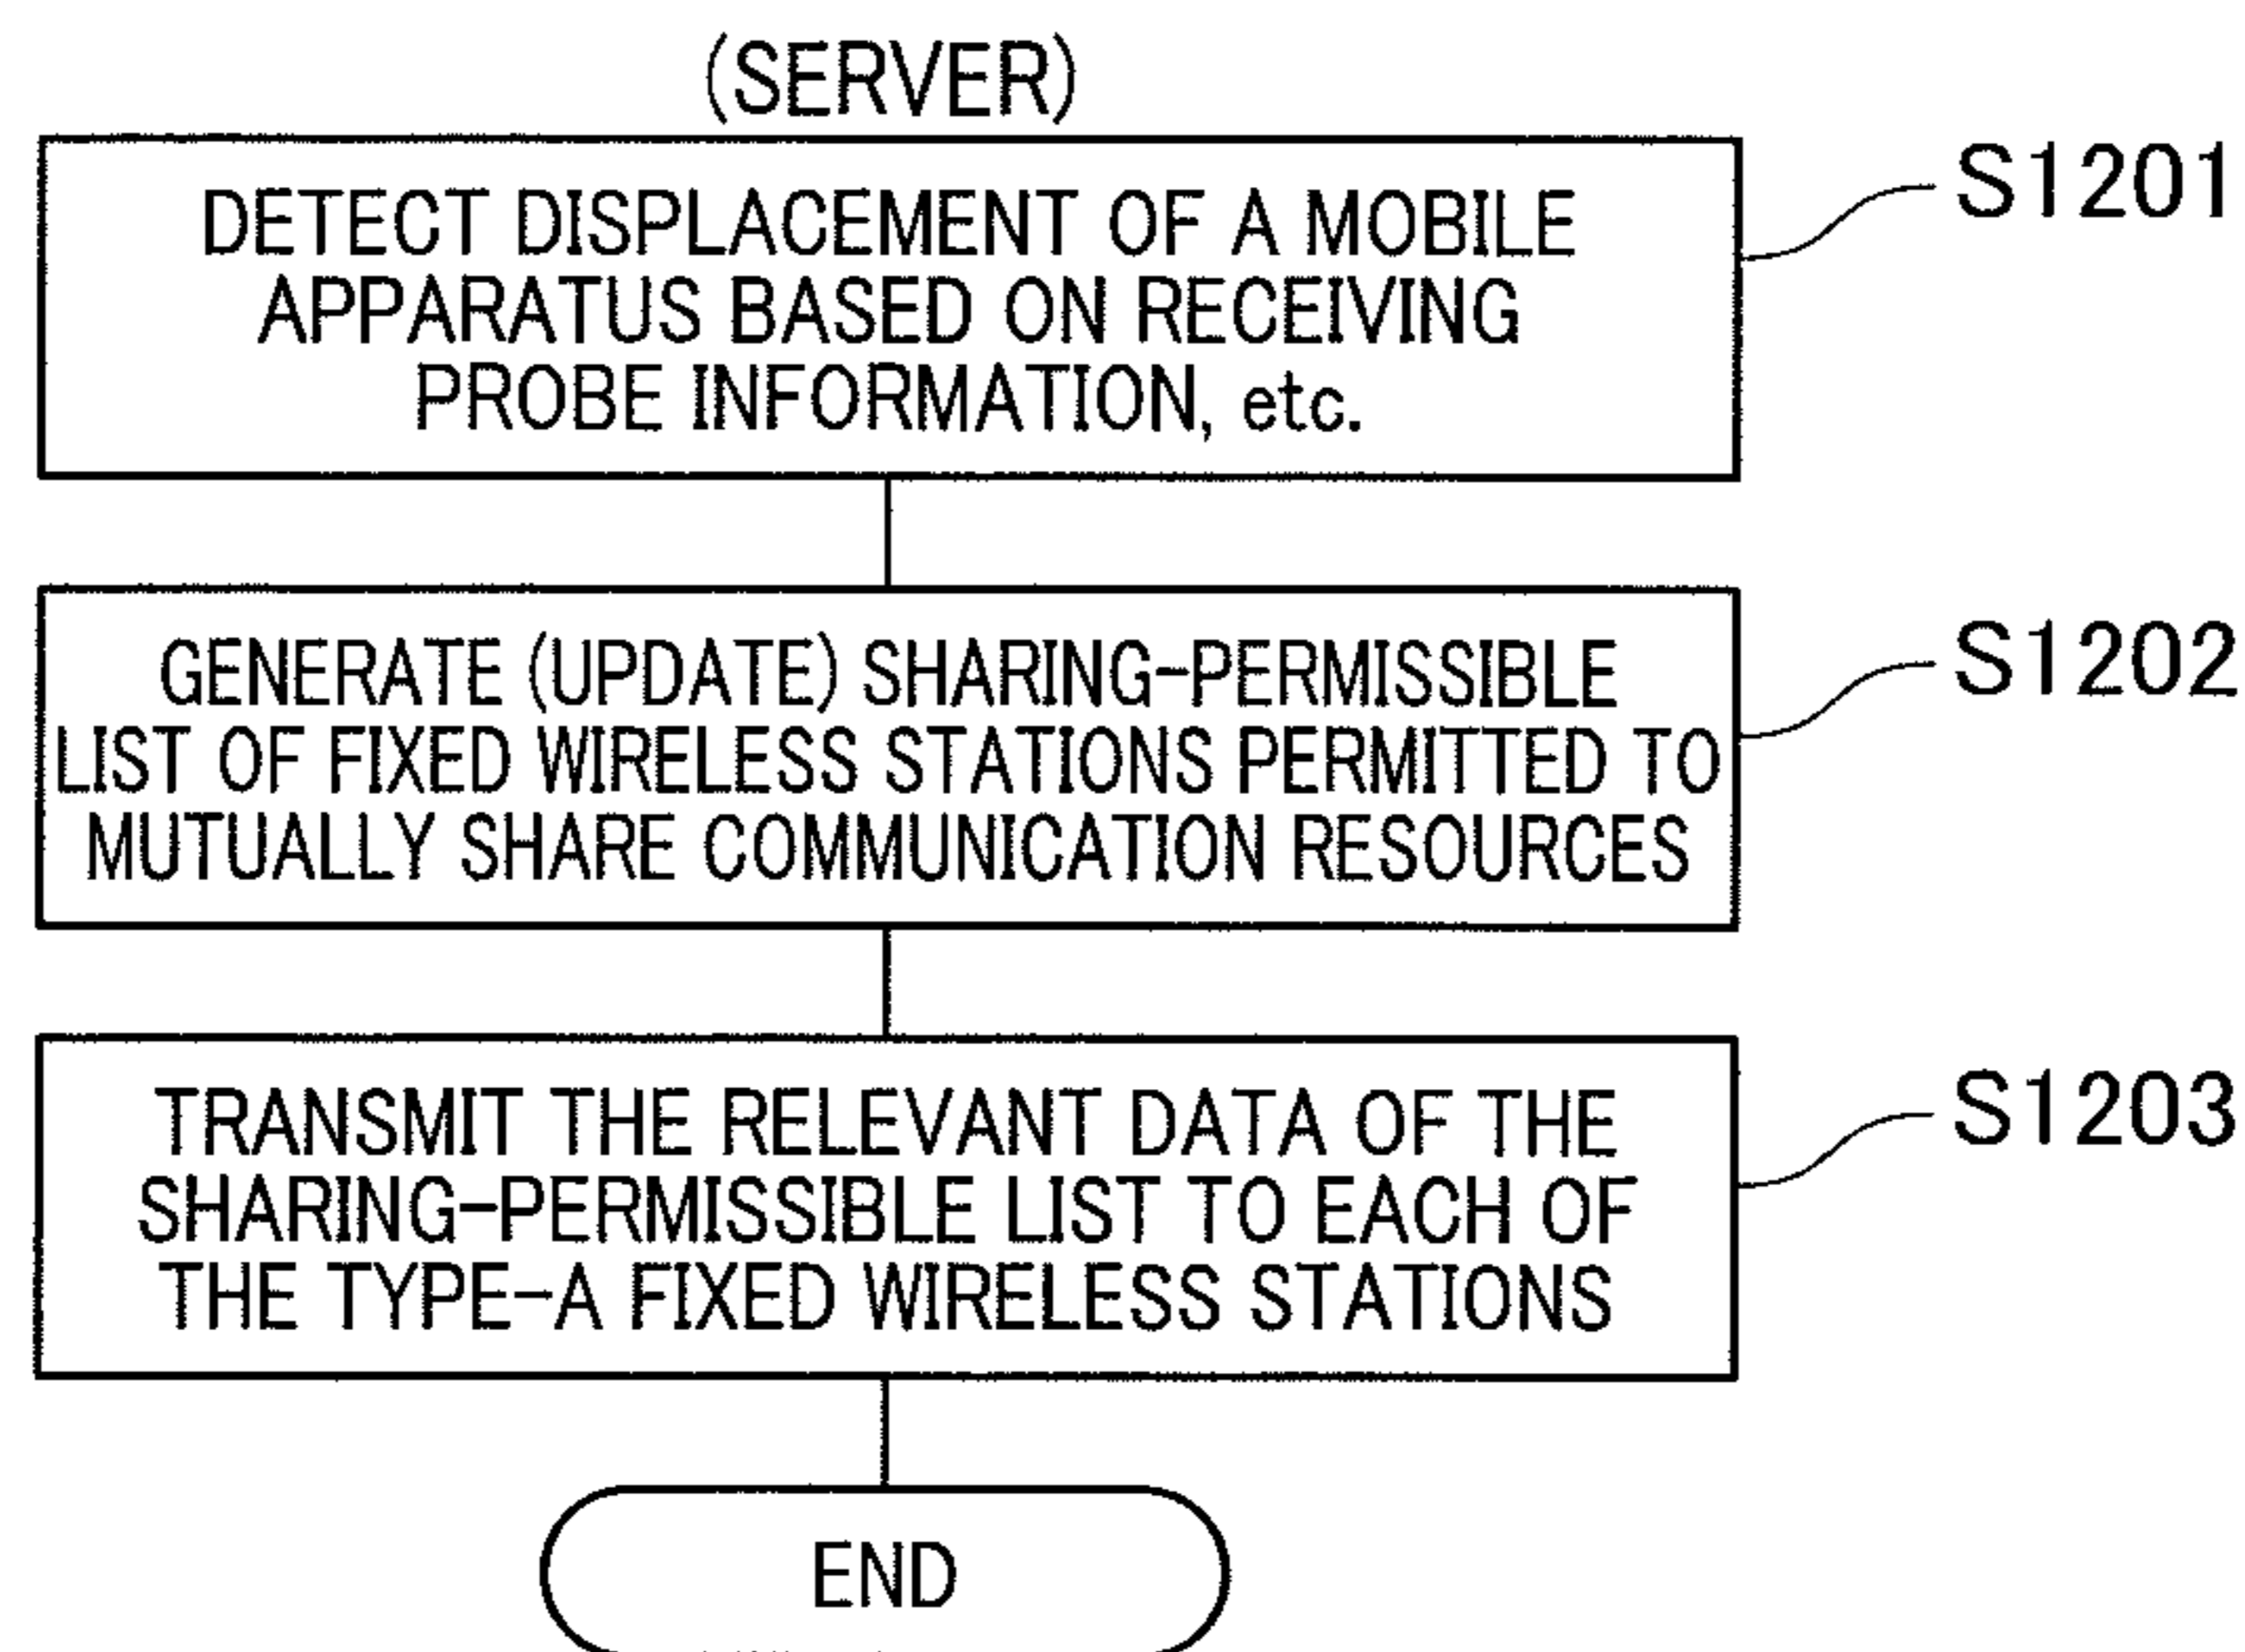 (SERVER)
DETECT DISPLACEMENT OF A MOBILE
APPARATUS BASED ON RECEIVING
PROBE INFORMATION, etc.
S1201
GENERATE (UPDATE) SHARING-PERMISSIBLE
LIST OF FIXED WIRELESS STATIONS PERMITTED TO
MUTUALLY SHARE COMMUNICATION RESOURCES
S1202
TRANSMIT THE RELEVANT DATA OF THE
SHARING-PERMISSIBLE LIST TO EACH OF
THE TYPE-A FIXED WIRELESS STATIONS
S1203
END